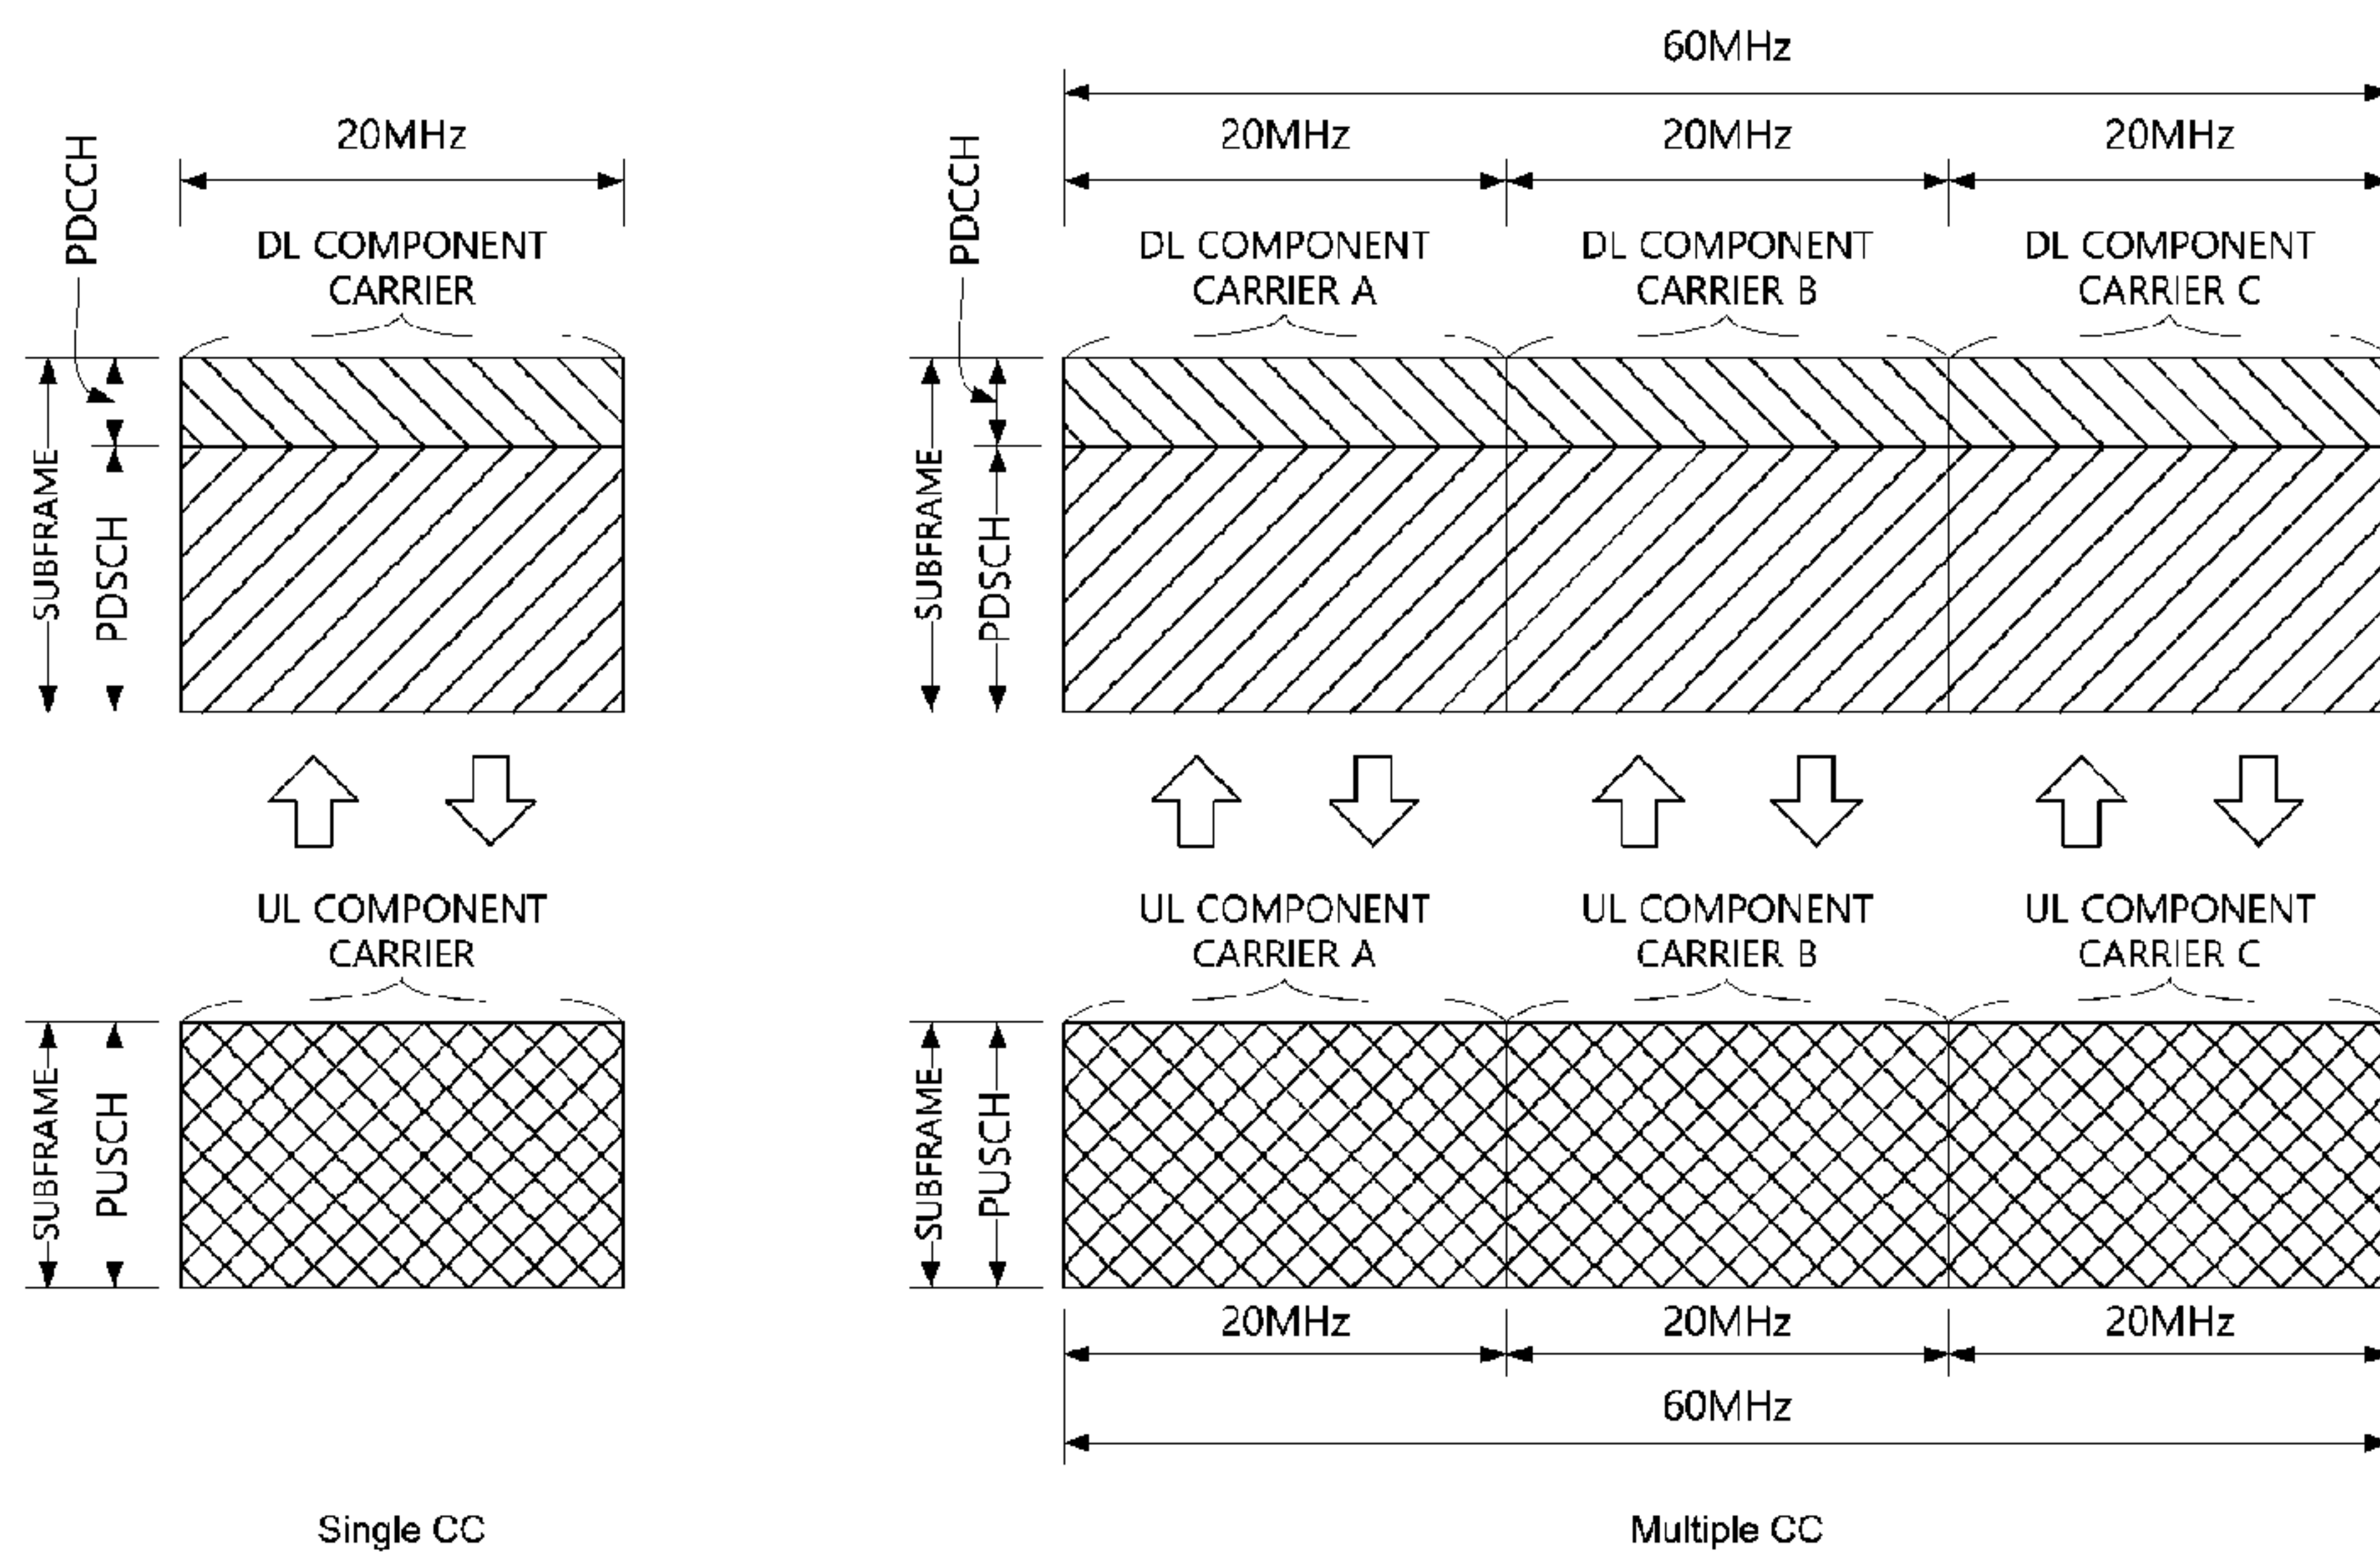 60MHz
20MHz
20MHz
20MHz
20MHz
PDCCH
PDCCH
DL COMPONENT
CARRIER
DL COMPONENT
CARRIER A
DL COMPONENT
CARRIER B
DL COMPONENT
CARRIER C
SUBFRAME
PDSCH
SUBFRAME
PDSCH
UL COMPONENT
CARRIER
UL COMPONENT
CARRIER A
UL COMPONENT
CARRIER B
UL COMPONENT
CARRIER C
SUBFRAME
PUSCH
SUBFRAME
PUSCH
20MHz
20MHz
20MHz
60MHz
Single CC
Multiple CC